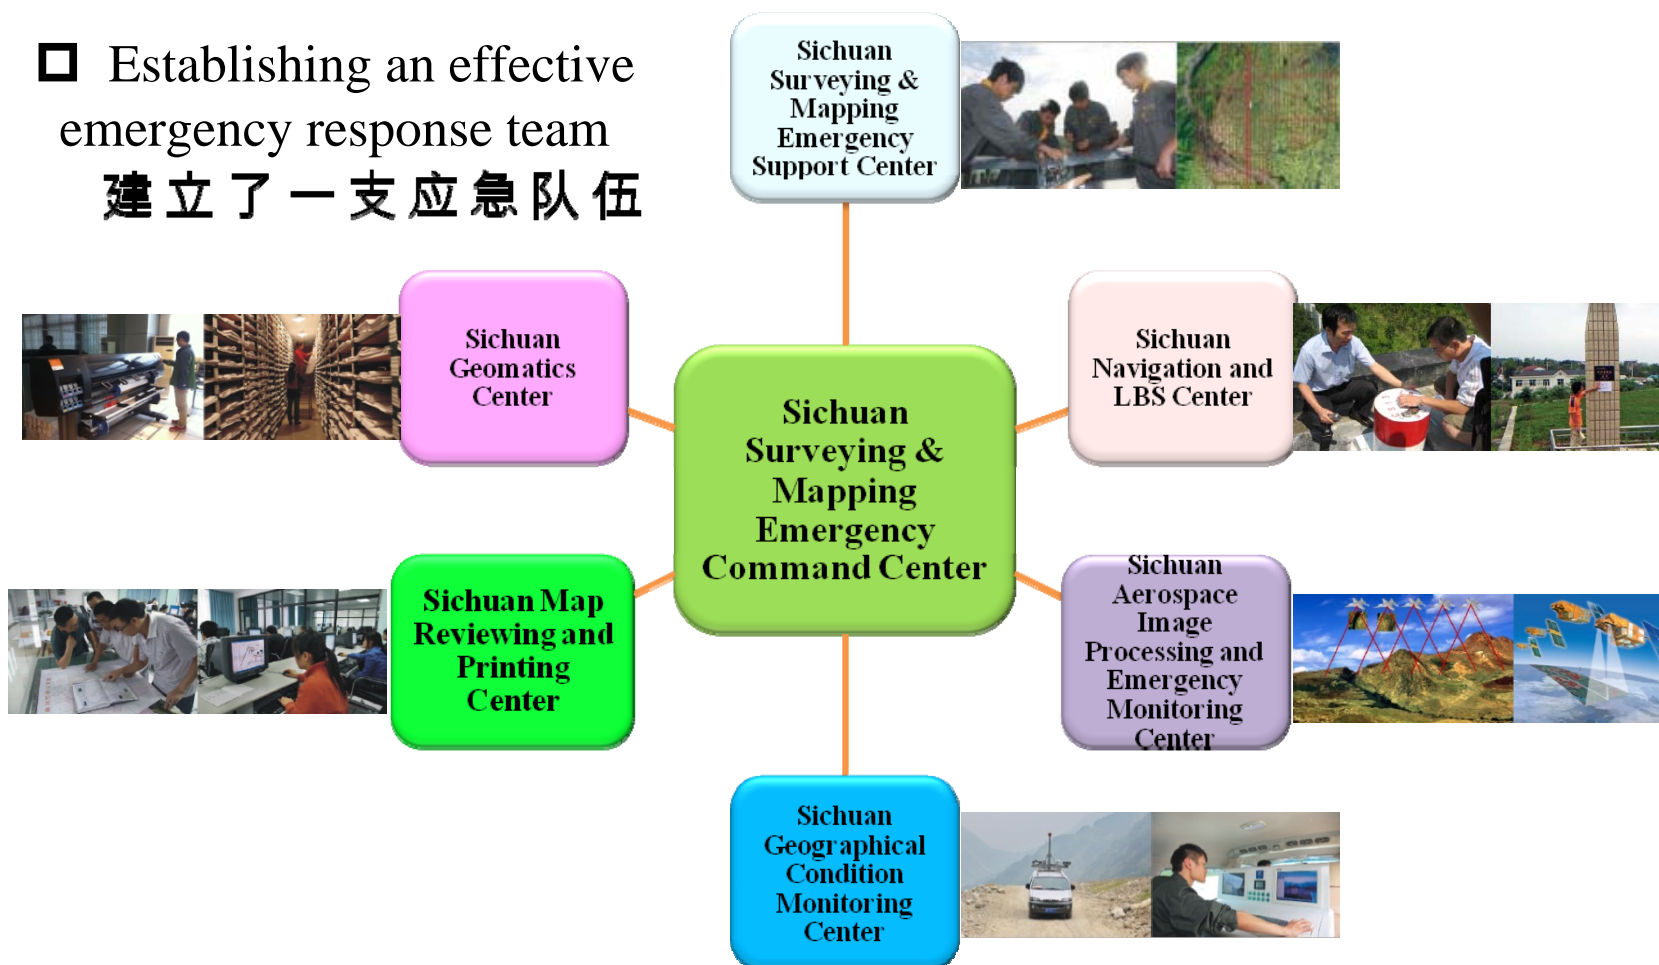 Establishing an effective
emergency response team
建立了一支应急队伍
Sichuan
Surveying &
Mapping
Emergency
Support Center
Sichuan
Geomatics
Center
Sichuan
Navigation and
LBS Center
Sichuan
Surveying &
Mapping
Emergency
Command Center
Sichuan Map
Reviewing and
Printing
Center
Sichuan
Aerospace
Image
Processing and
Emergency
Monitoring
Center
Sichuan
Geographical
Condition
Monitoring
Center